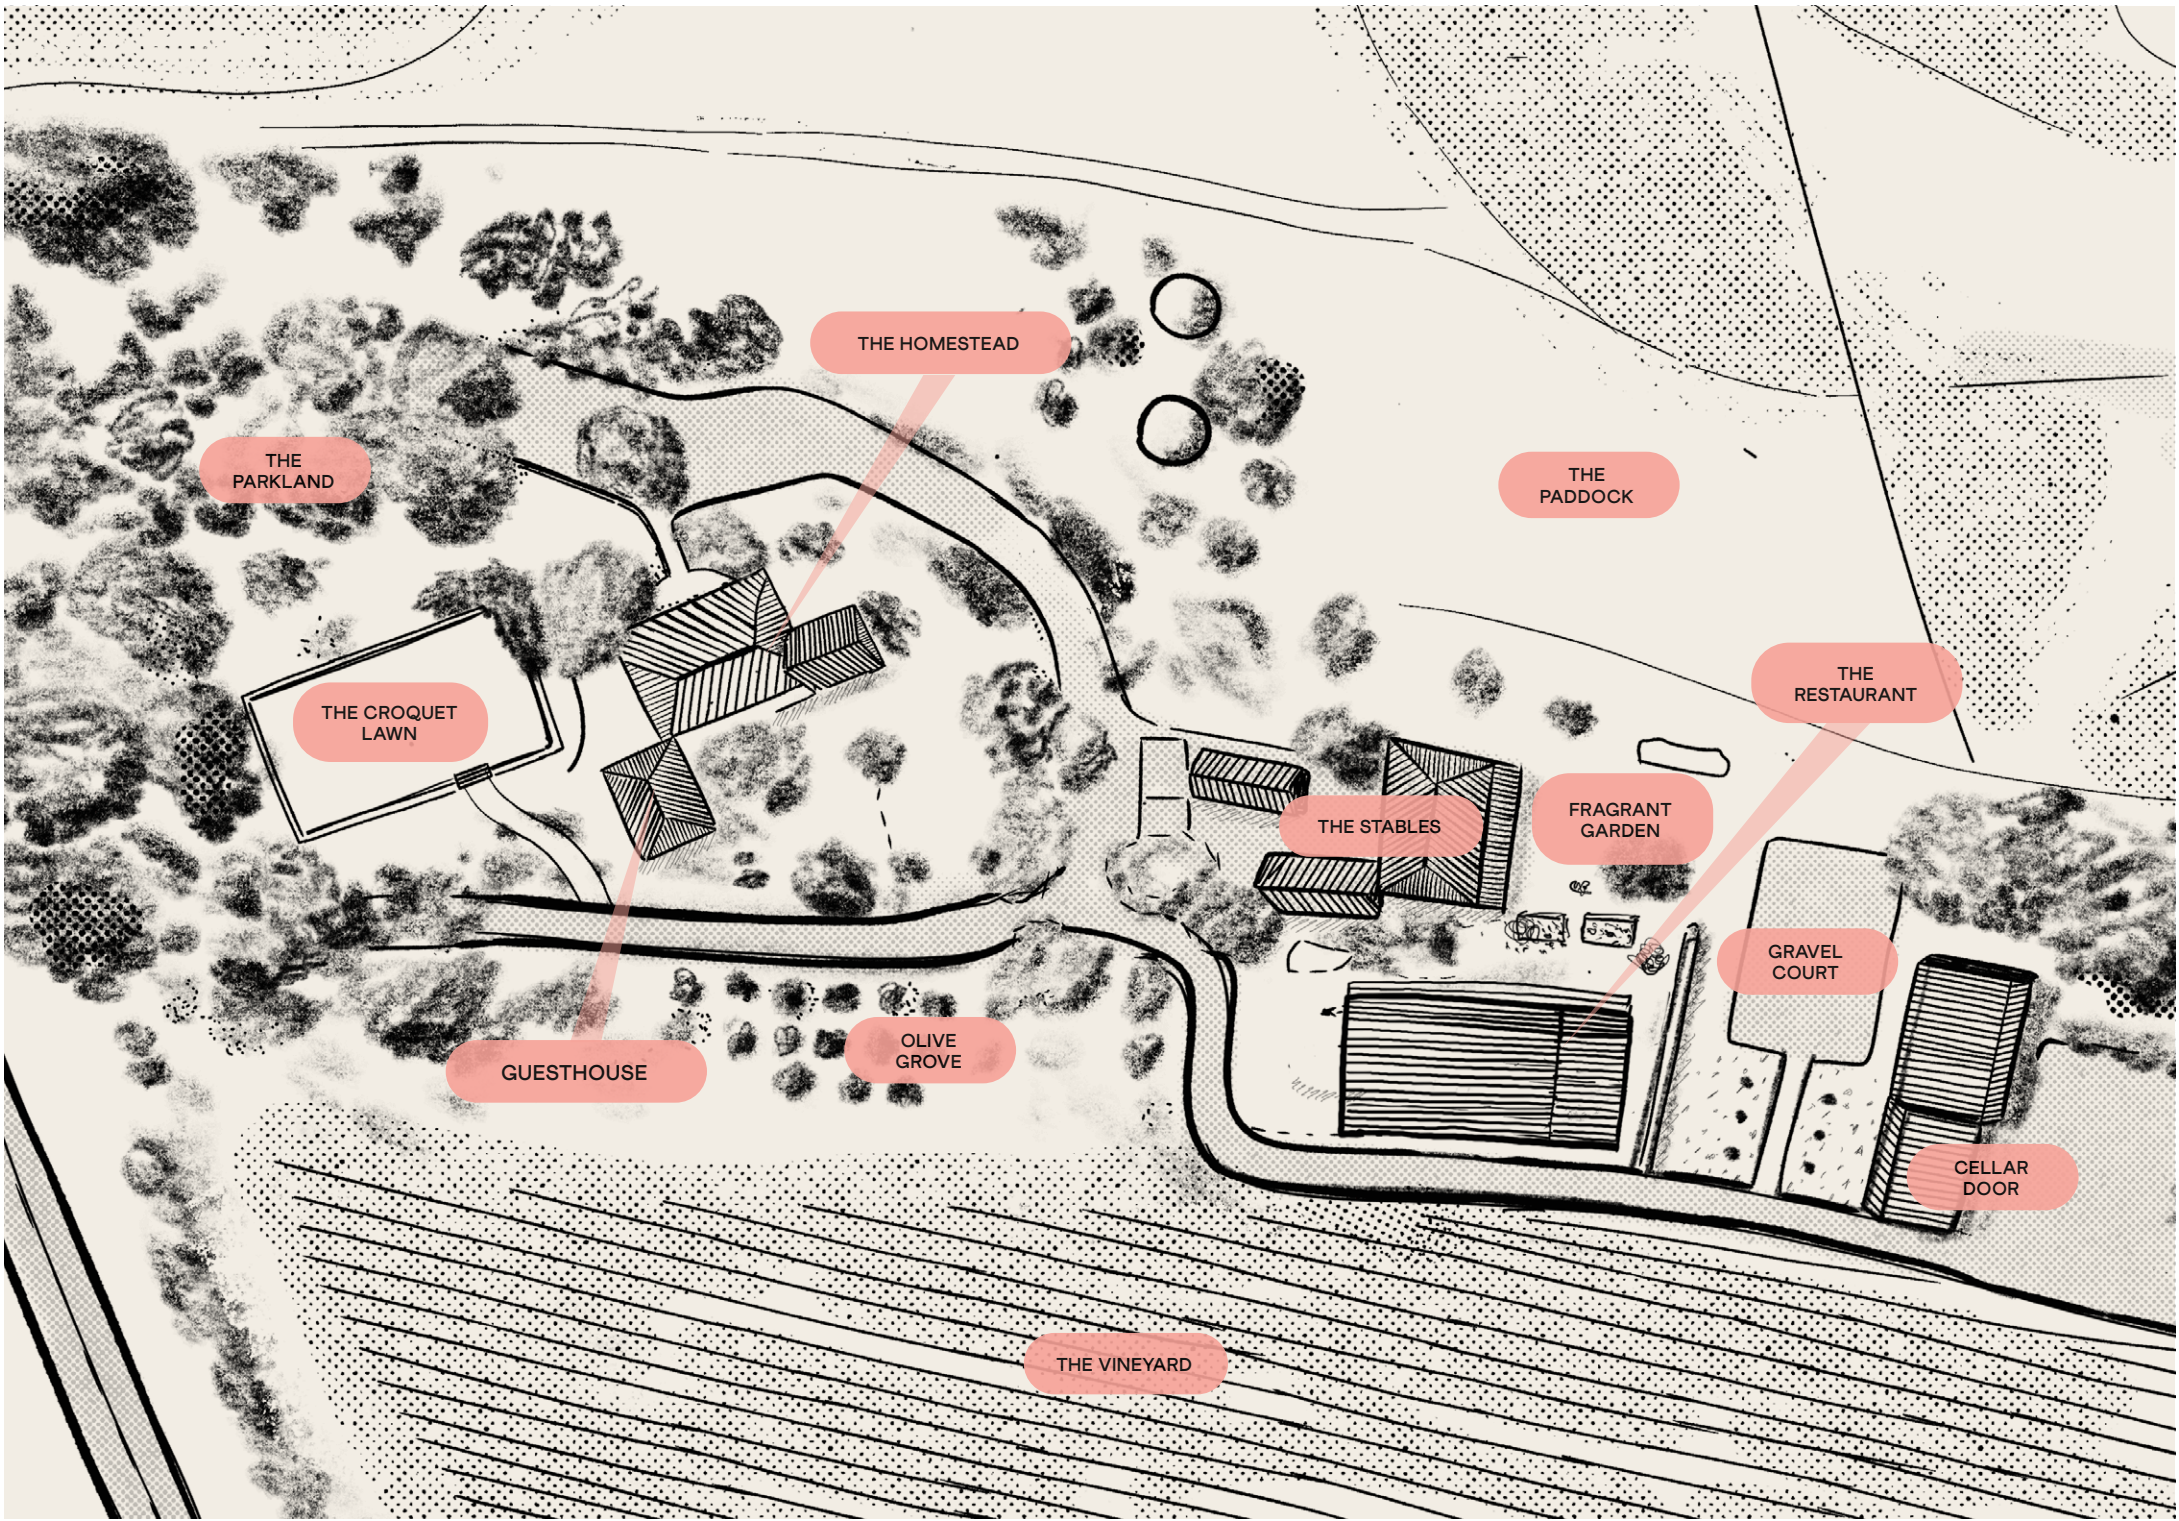 THE HOMESTEAD
THE
PARKLAND
THE
PADDOCK
THE
RESTAURANT
THE CROQUET
LAWN
THE STABLES
FRAGRANT
GARDEN
GRAVEL
COURT
OLIVE
GROVE
GUESTHOUSE
CELLAR
DOOR
THE VINEYARD